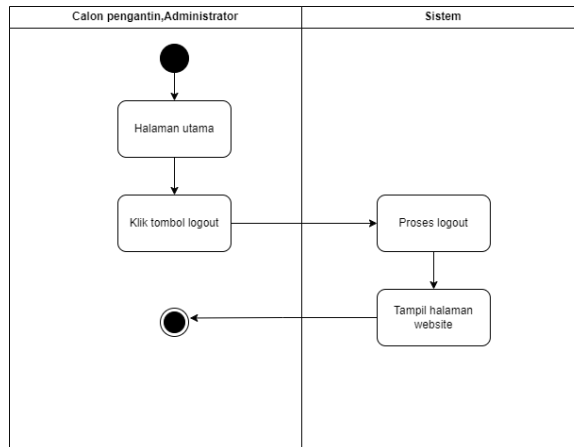 Calon pengantin,Administrator
Sistem
Halaman utama
Klik tombol logout
Proses logout
Tampil halaman
website